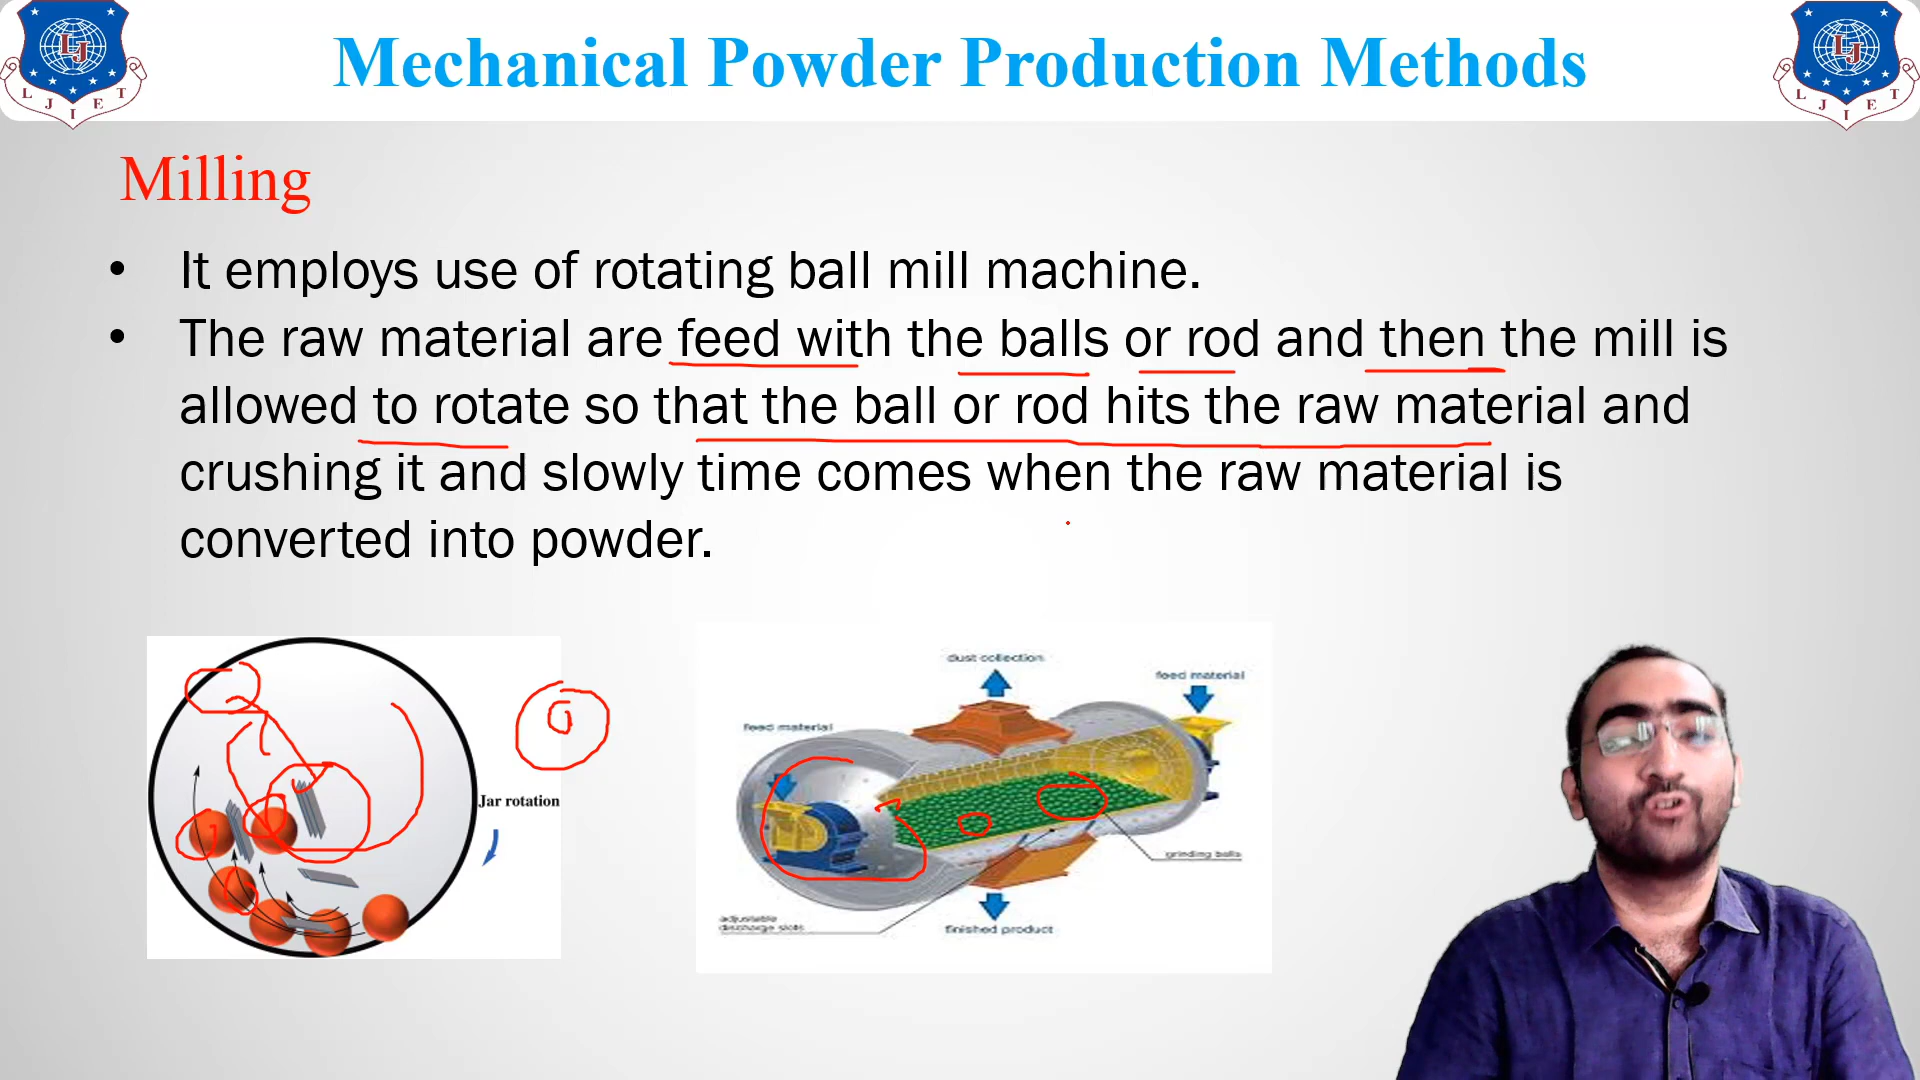 Mechanical Powder Production Methods
L J I E T
L J I E T
Milling
• It employs use of rotating ball mill machine.
• The raw material are feed with the balls or rod and then the mill is
allowed to rotate so that the ball or rod hits the raw material and
crushing it and slowly time comes when the raw material is
converted into powder.
Jar rotation
dust collection
feed material
feed material
grinding balls
adjustable
discharge slots
finished product